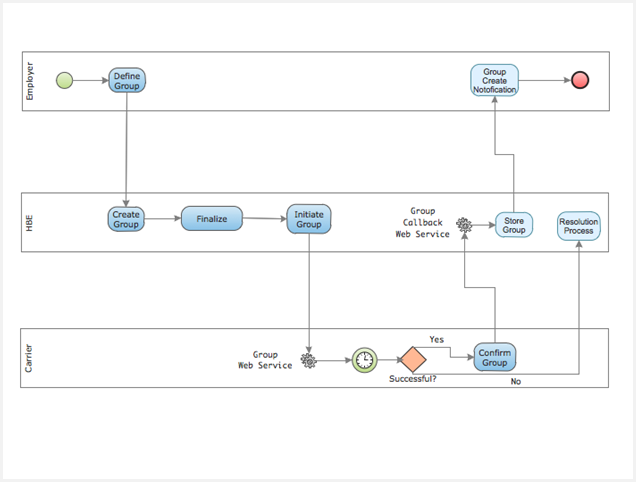 Employer
Define
Group
Group
Create
Notofication
HBE
Create
Group
Finalize
Initiate
Group
Group
Callback
Web Service
Store
Group
Resolution
Process
Carrier
Group
Web Service
Successful?
Yes
No
Confirm
Group